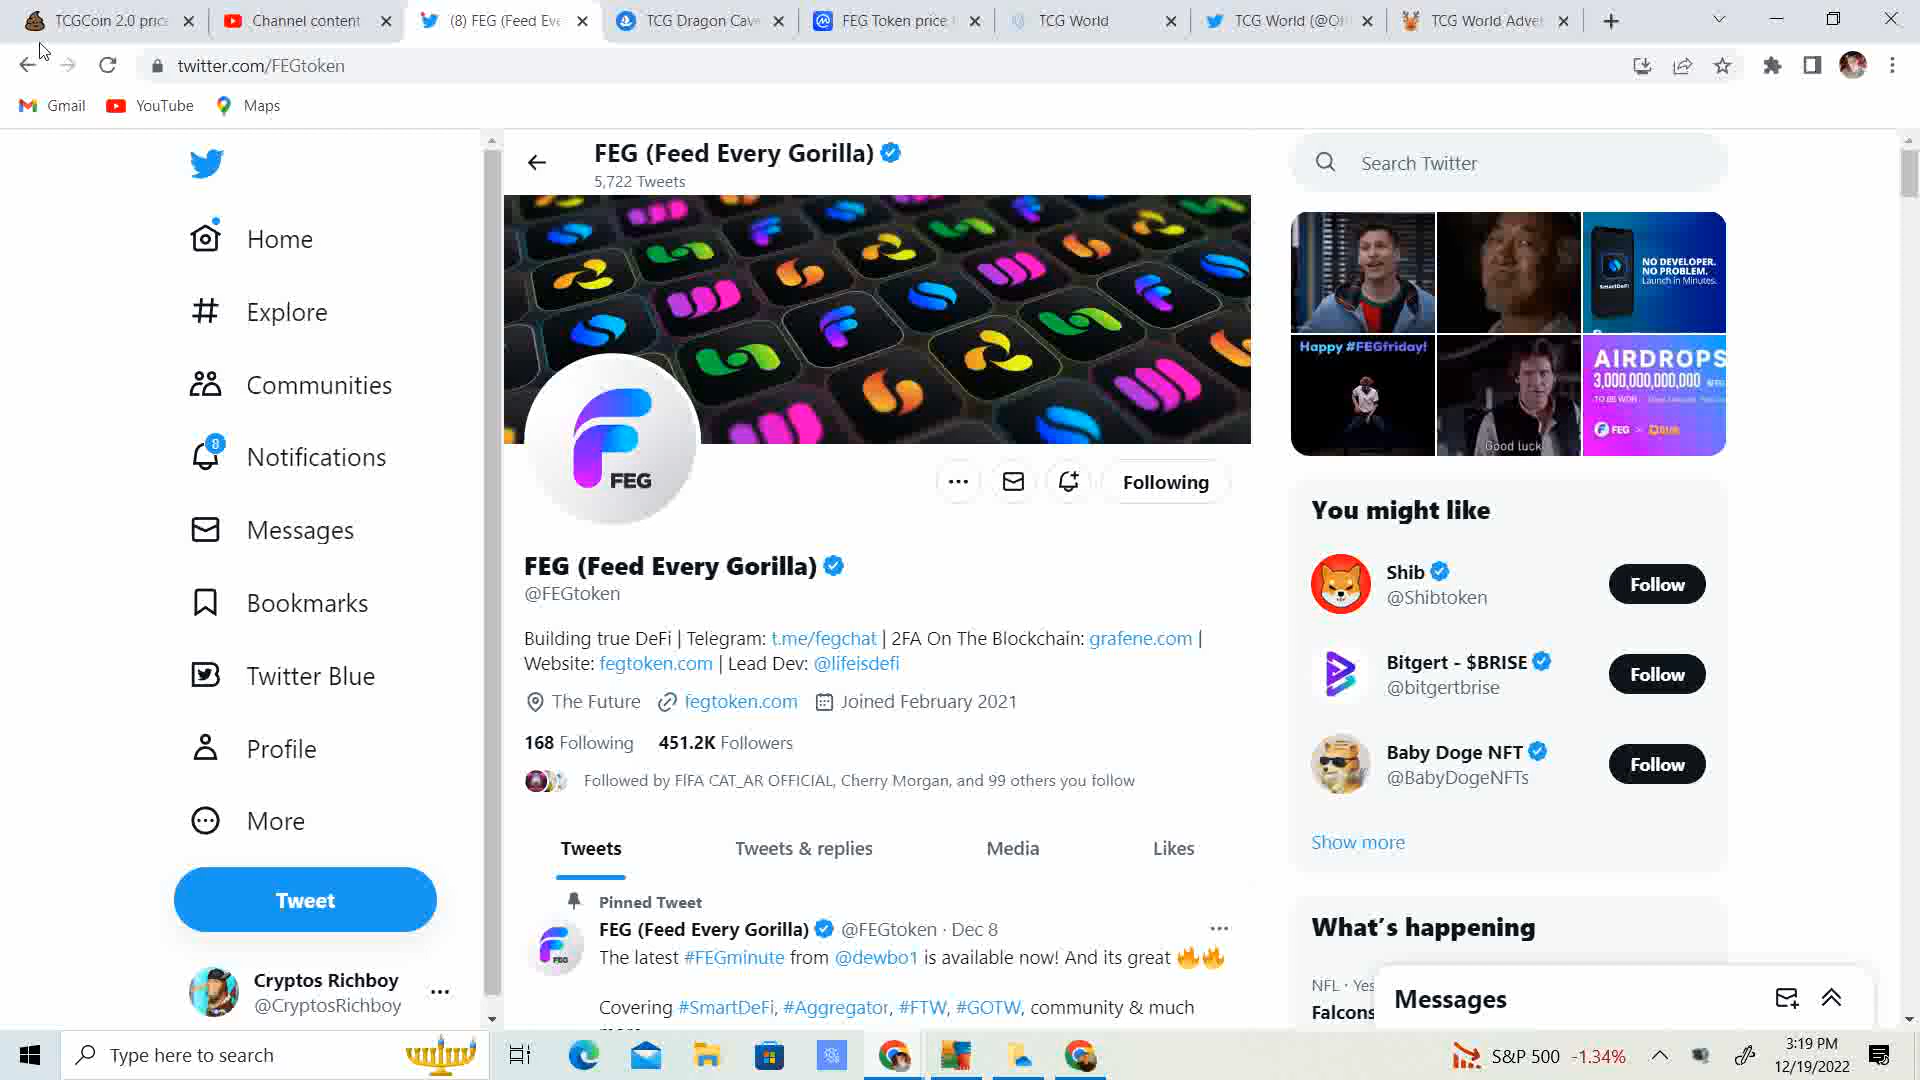 TCGCoin 2.0 pric
Channel content
(8) FEG (Feed Eve
TCG Dragon Cave
FEG Token price
TCG World
TCG World (@Off
TCG World Adve
twitter.com/FEGtoken
Gmail
YouTube
Maps
Home
Explore
Communities
8
Notifications
Messages
Bookmarks
Twitter Blue
Profile
More
Tweet
Cryptos Richboy
@CryptosRichboy
FEG (Feed Every Gorilla)
5,722 Tweets
FEG
Following
FEG (Feed Every Gorilla)
@FEGtoken
Building true DeFi | Telegram: t.me/fegchat | 2FA On The Blockchain: grafene.com |
Website: fegtoken.com | Lead Dev: @lifeisdefi
The Future fegtoken.com Joined February 2021
168 Following 451.2K Followers
Followed by FIFA CAT_AR OFFICIAL, Cherry Morgan, and 99 others you follow
Tweets Tweets & replies Media Likes
Pinned Tweet
FEG (Feed Every Gorilla) @FEGtoken · Dec 8
FEG
The latest #FEGminute from @dewbo1 is available now! And its great
Covering #SmartDeFi, #Aggregator, #FTW, #GOTW, community & much
Search Twitter
NO DEVELOPER.
NO PROBLEM.
Launch in Minutes.
SmartDeFi
Happy #FEGfriday!
Good luck
AIRDROPS
3,000,000,000,000
TO BE WON
FEG
You might like
Shib
@Shibtoken
Follow
Bitgert - $BRISE
@bitgertbrise
Follow
Baby Doge NFT
@BabyDogeNFTs
Follow
Show more
What's happening
NFL · Yes
Falcons
Messages
Type here to search
S&P 500 -1.34%
3:19 PM
12/19/2022